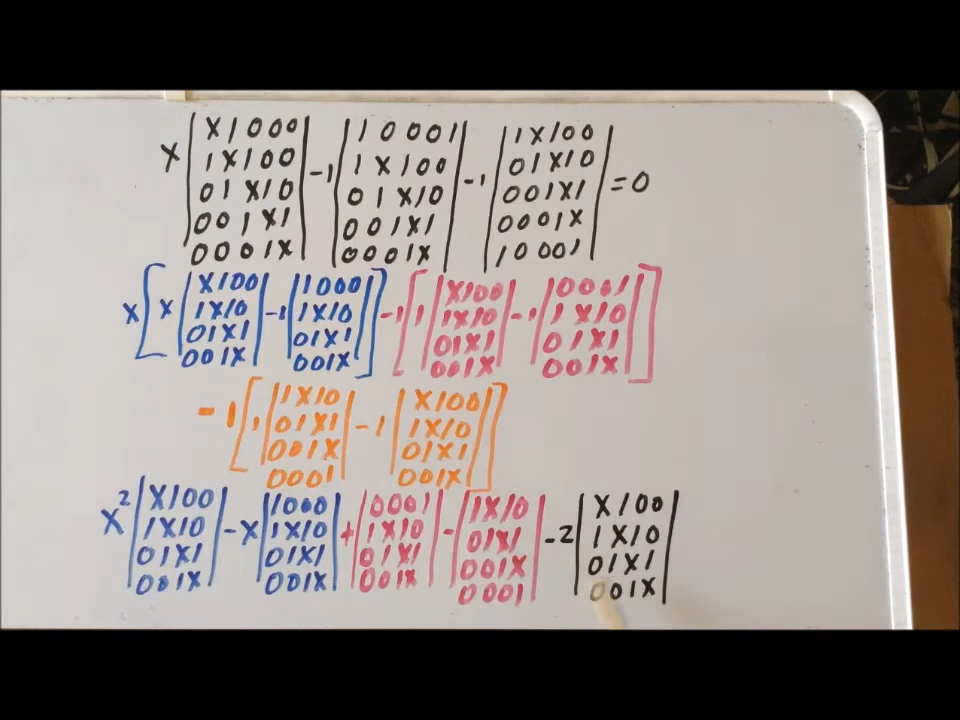 | X 1 0 0 0 | | 1 0 0 0 1 | | 1 X 1 0 0 |
X | 1 X 1 0 0 | -1 | 1 X 1 0 0 | -1 | 0 1 X 1 0 | = 0
| 0 1 X 1 0 | | 0 1 X 1 0 | | 0 0 1 X 1 |
| 0 0 1 X 1 | | 0 0 1 X 1 | | 0 0 0 1 X |
| 0 0 0 1 X | | 0 0 0 1 X | | 1 0 0 0 1 |
[ | X 1 0 0 | | 1 0 0 0 | ] [ | X 1 0 0 | | 0 0 0 1 | ]
X [ X | 1 X 1 0 | -1 | 1 X 1 0 | ] -1 [ 1 | 1 X 1 0 | -1 | 1 X 1 0 | ]
| 0 1 X 1 | | 0 1 X 1 | | 0 1 X 1 | | 0 1 X 1 |
| 0 0 1 X | | 0 0 1 X | | 0 0 1 X | | 0 0 1 X |
[ | 1 X 1 0 | | X 1 0 0 | ]
-1 [ 1 | 0 1 X 1 | -1 | 1 X 1 0 | ]
| 0 0 1 X | | 0 1 X 1 |
| 0 0 0 1 | | 0 0 1 X |
X² | X 1 0 0 | | 1 0 0 0 | | 0 0 0 1 | | 1 X 1 0 | | X 1 0 0 |
| 1 X 1 0 | -X | 1 X 1 0 | + | 1 X 1 0 | - | 0 1 X 1 | -2 | 1 X 1 0 |
| 0 1 X 1 | | 0 1 X 1 | | 0 1 X 1 | | 0 0 1 X | | 0 1 X 1 |
| 0 0 1 X | | 0 0 1 X | | 0 0 1 X | | 0 0 0 1 | | 0 0 1 X |